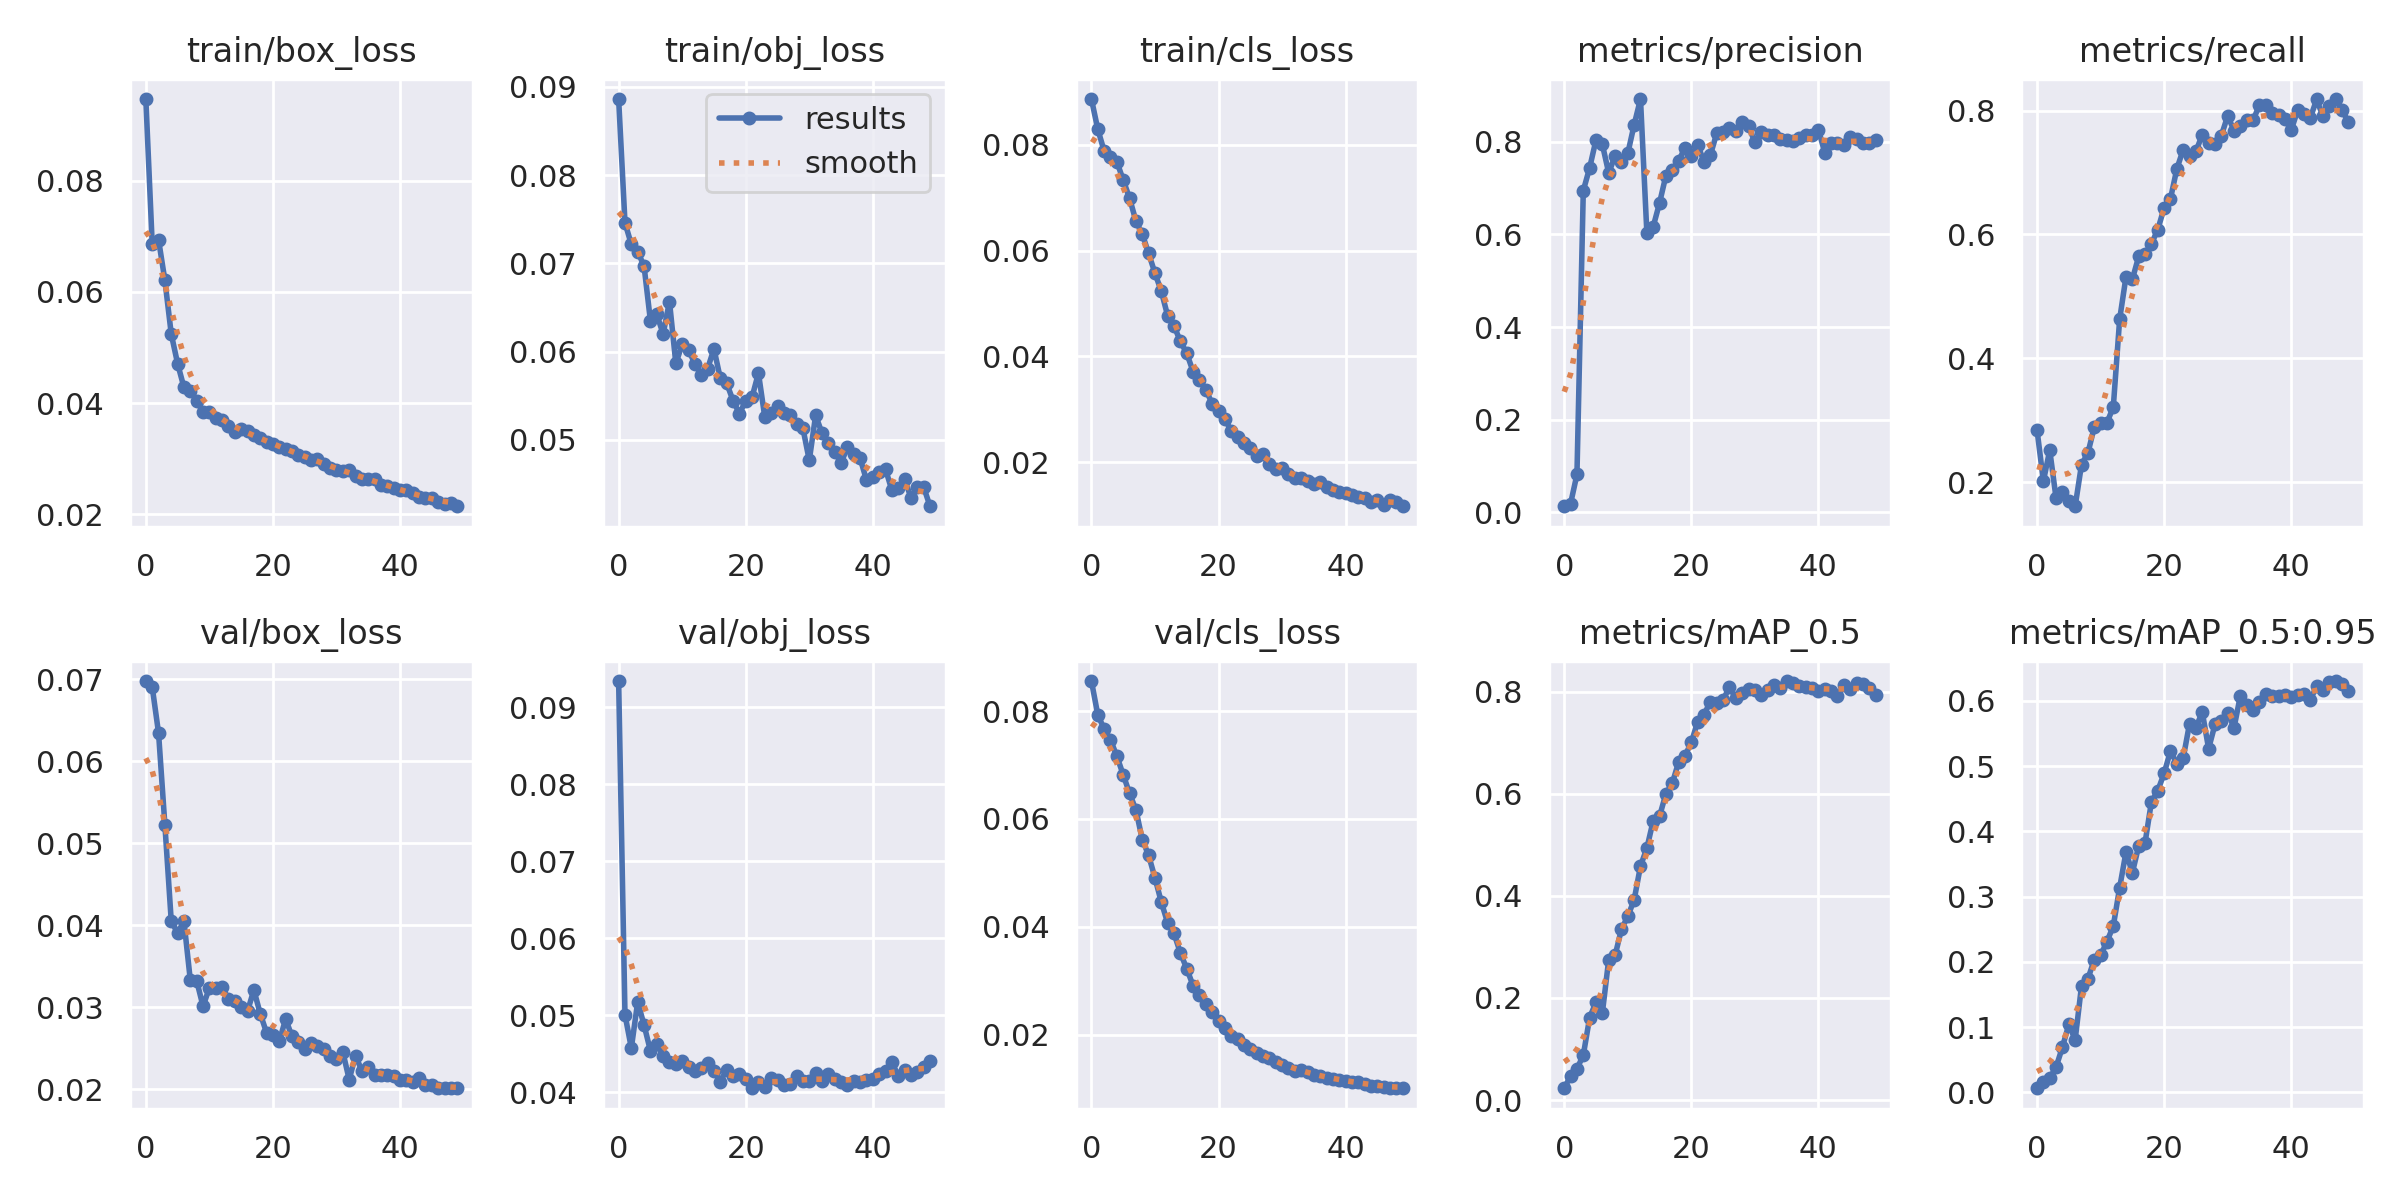 train/box_loss
0.08
0.06
0.04
0.02
0 20 40
train/obj_loss
results
smooth
0.09
0.08
0.07
0.06
0.05
0 20 40
train/cls_loss
0.08
0.06
0.04
0.02
0 20 40
metrics/precision
0.8
0.6
0.4
0.2
0.0
0 20 40
metrics/recall
0.8
0.6
0.4
0.2
0 20 40
val/box_loss
0.07
0.06
0.05
0.04
0.03
0.02
0 20 40
val/obj_loss
0.09
0.08
0.07
0.06
0.05
0.04
0 20 40
val/cls_loss
0.08
0.06
0.04
0.02
0 20 40
metrics/mAP_0.5
0.8
0.6
0.4
0.2
0.0
0 20 40
metrics/mAP_0.5:0.95
0.6
0.5
0.4
0.3
0.2
0.1
0.0
0 20 40